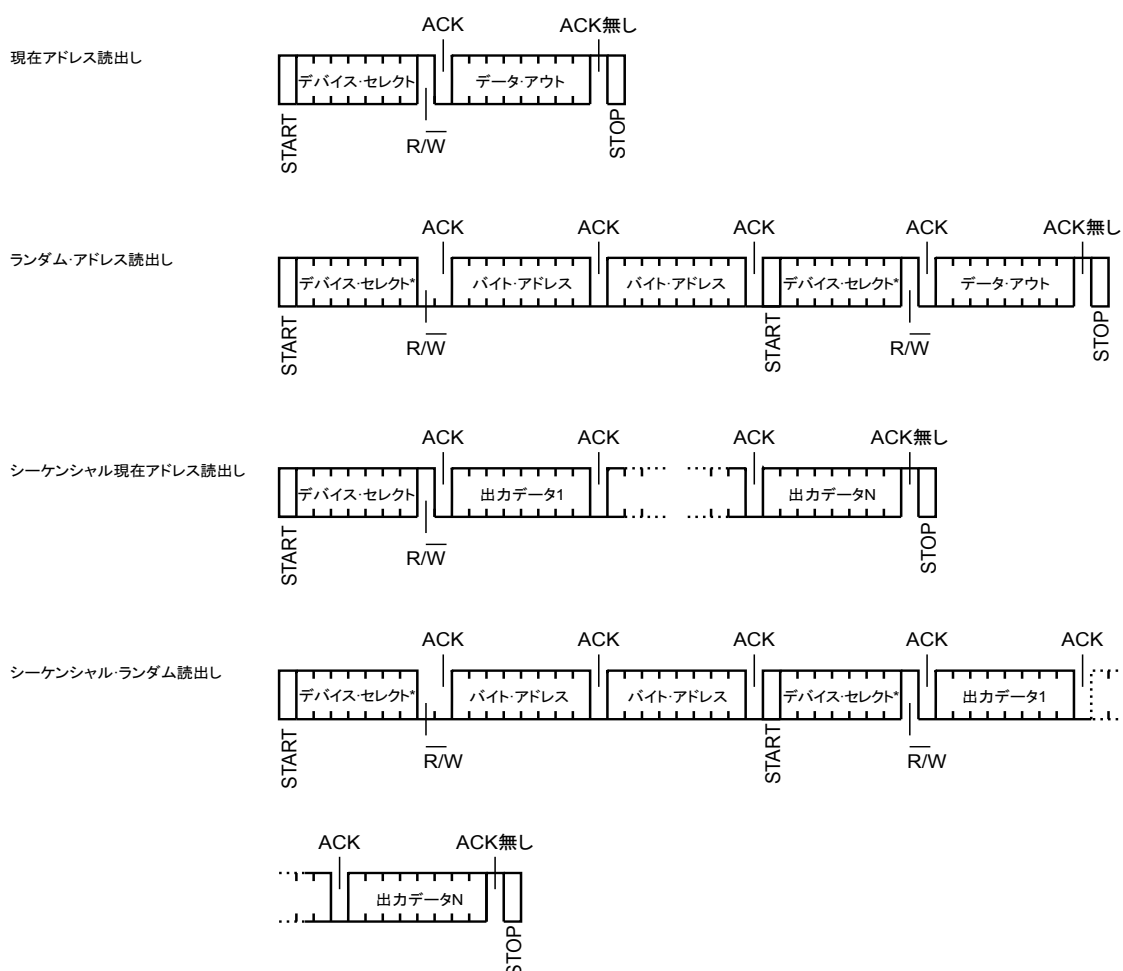 ACK ACK無し
現在アドレス読出し
デバイス･セレクト データ･アウト
START R/W STOP
ACK ACK ACK ACK ACK無し
ランダム･アドレス読出し
デバイス･セレクト* バイト･アドレス バイト･アドレス デバイス･セレクト* データ･アウト
START R/W START R/W STOP
ACK ACK ACK ACK無し
シーケンシャル現在アドレス読出し
デバイス･セレクト 出力データ1 出力データN
START R/W STOP
ACK ACK ACK ACK ACK
シーケンシャル･ランダム読出し
デバイス･セレクト* バイト･アドレス バイト･アドレス デバイス･セレクト* 出力データ1
START R/W START R/W
ACK ACK無し
出力データN
STOP